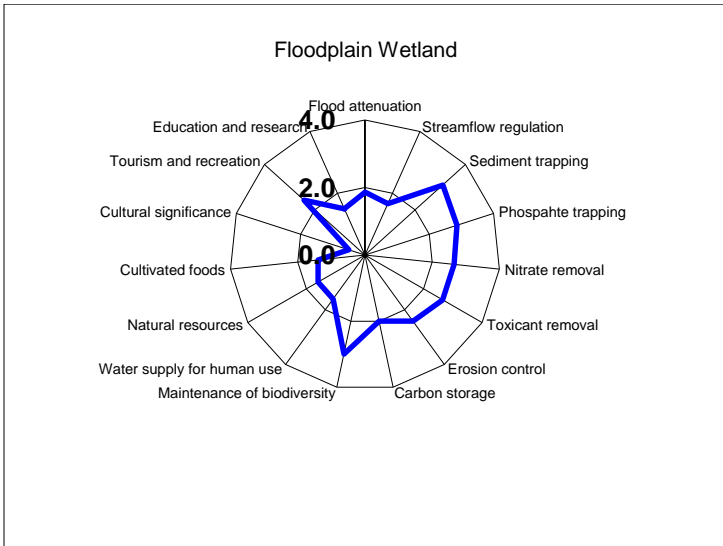 Floodplain Wetland
Flood attenuation
4.0
Education and research
Streamflow regulation
Tourism and recreation
Sediment trapping
2.0
Cultural significance
Phospahte trapping
0.0
Cultivated foods
Nitrate removal
Natural resources
Toxicant removal
Water supply for human use
Erosion control
Maintenance of biodiversity
Carbon storage